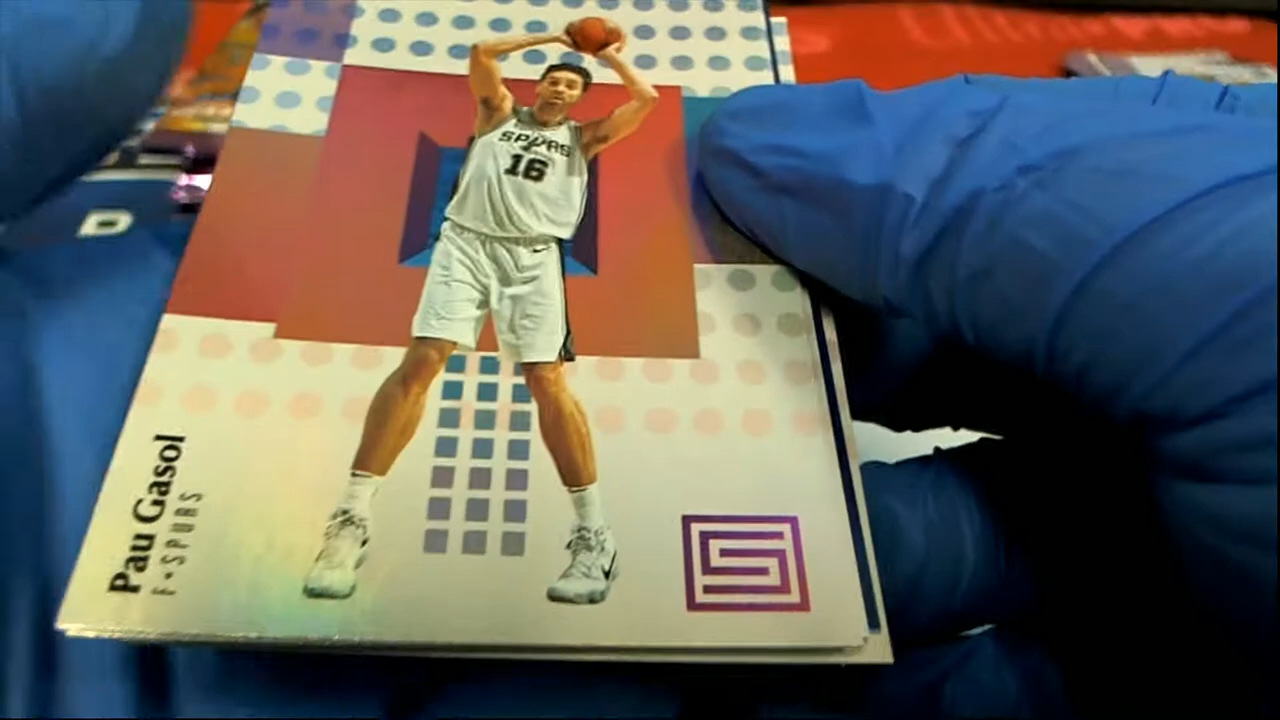 SPURS
16
Pau Gasol
F • SPURS